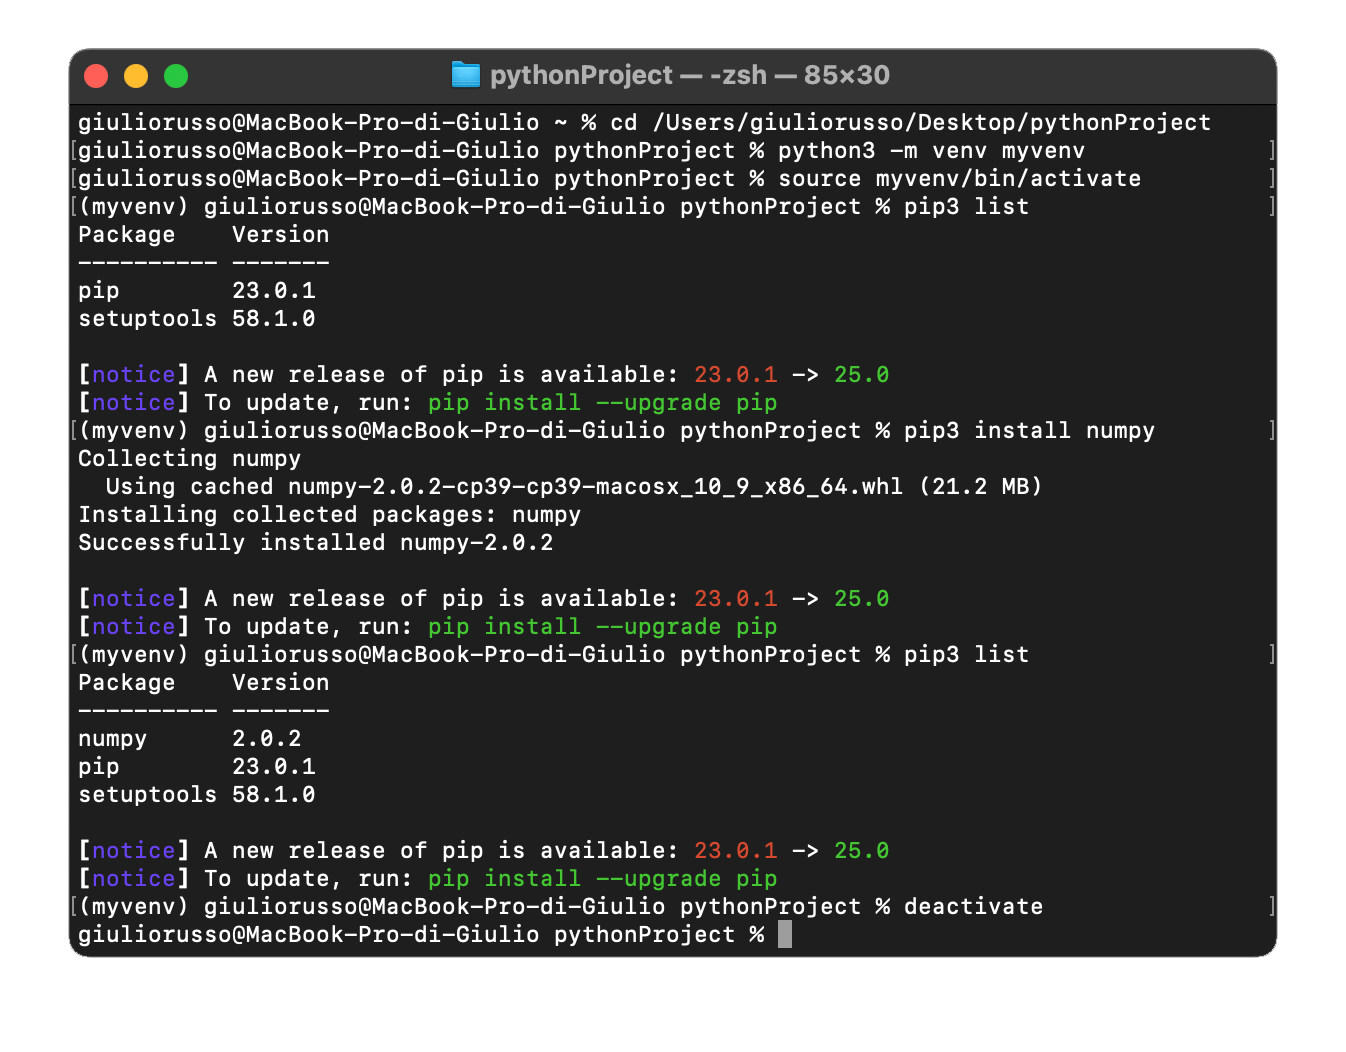 pythonProject — -zsh — 85×30
giuliorusso@MacBook-Pro-di-Giulio ~ % cd /Users/giuliorusso/Desktop/pythonProject
[giuliorusso@MacBook-Pro-di-Giulio pythonProject % python3 -m venv myvenv ]
[giuliorusso@MacBook-Pro-di-Giulio pythonProject % source myvenv/bin/activate ]
[(myvenv) giuliorusso@MacBook-Pro-di-Giulio pythonProject % pip3 list ]
Package    Version
---------- -------
pip        23.0.1
setuptools 58.1.0

[notice] A new release of pip is available: 23.0.1 -> 25.0
[notice] To update, run: pip install --upgrade pip
[(myvenv) giuliorusso@MacBook-Pro-di-Giulio pythonProject % pip3 install numpy ]
Collecting numpy
  Using cached numpy-2.0.2-cp39-cp39-macosx_10_9_x86_64.whl (21.2 MB)
Installing collected packages: numpy
Successfully installed numpy-2.0.2

[notice] A new release of pip is available: 23.0.1 -> 25.0
[notice] To update, run: pip install --upgrade pip
[(myvenv) giuliorusso@MacBook-Pro-di-Giulio pythonProject % pip3 list ]
Package    Version
---------- -------
numpy      2.0.2
pip        23.0.1
setuptools 58.1.0

[notice] A new release of pip is available: 23.0.1 -> 25.0
[notice] To update, run: pip install --upgrade pip
[(myvenv) giuliorusso@MacBook-Pro-di-Giulio pythonProject % deactivate ]
giuliorusso@MacBook-Pro-di-Giulio pythonProject %